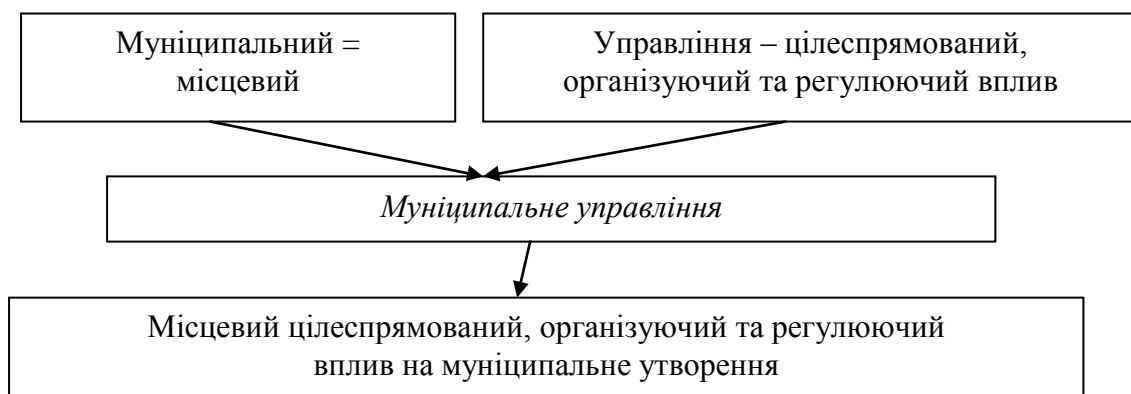 Муніципальний =
місцевий
Управління – цілеспрямований,
організуючий та регулюючий вплив
Муніципальне управління
Місцевий цілеспрямований, організуючий та регулюючий
вплив на муніципальне утворення